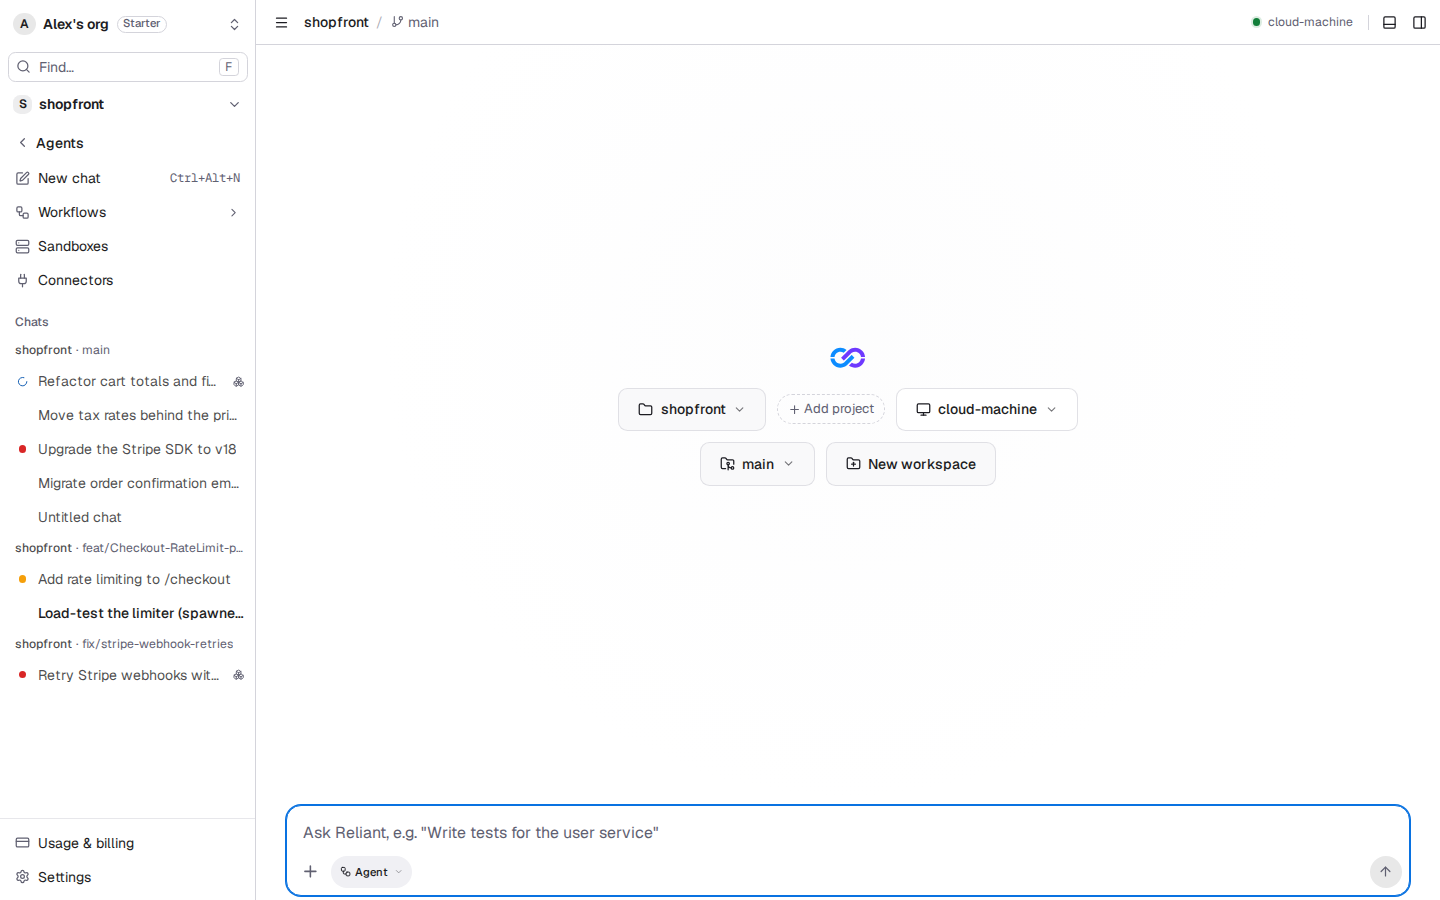 A Alex's org Starter
Find... F
S shopfront
Agents
New chat Ctrl+Alt+N
Workflows
Sandboxes
Connectors
Chats
shopfront · main
Refactor cart totals and fi...
Move tax rates behind the pri...
Upgrade the Stripe SDK to v18
Migrate order confirmation em...
Untitled chat
shopfront · feat/Checkout-RateLimit-p...
Add rate limiting to /checkout
Load-test the limiter (spawne...
shopfront · fix/stripe-webhook-retries
Retry Stripe webhooks wit...
Usage & billing
Settings
shopfront / main
cloud-machine
shopfront
Add project
cloud-machine
main
New workspace
Ask Reliant, e.g. "Write tests for the user service"
Agent